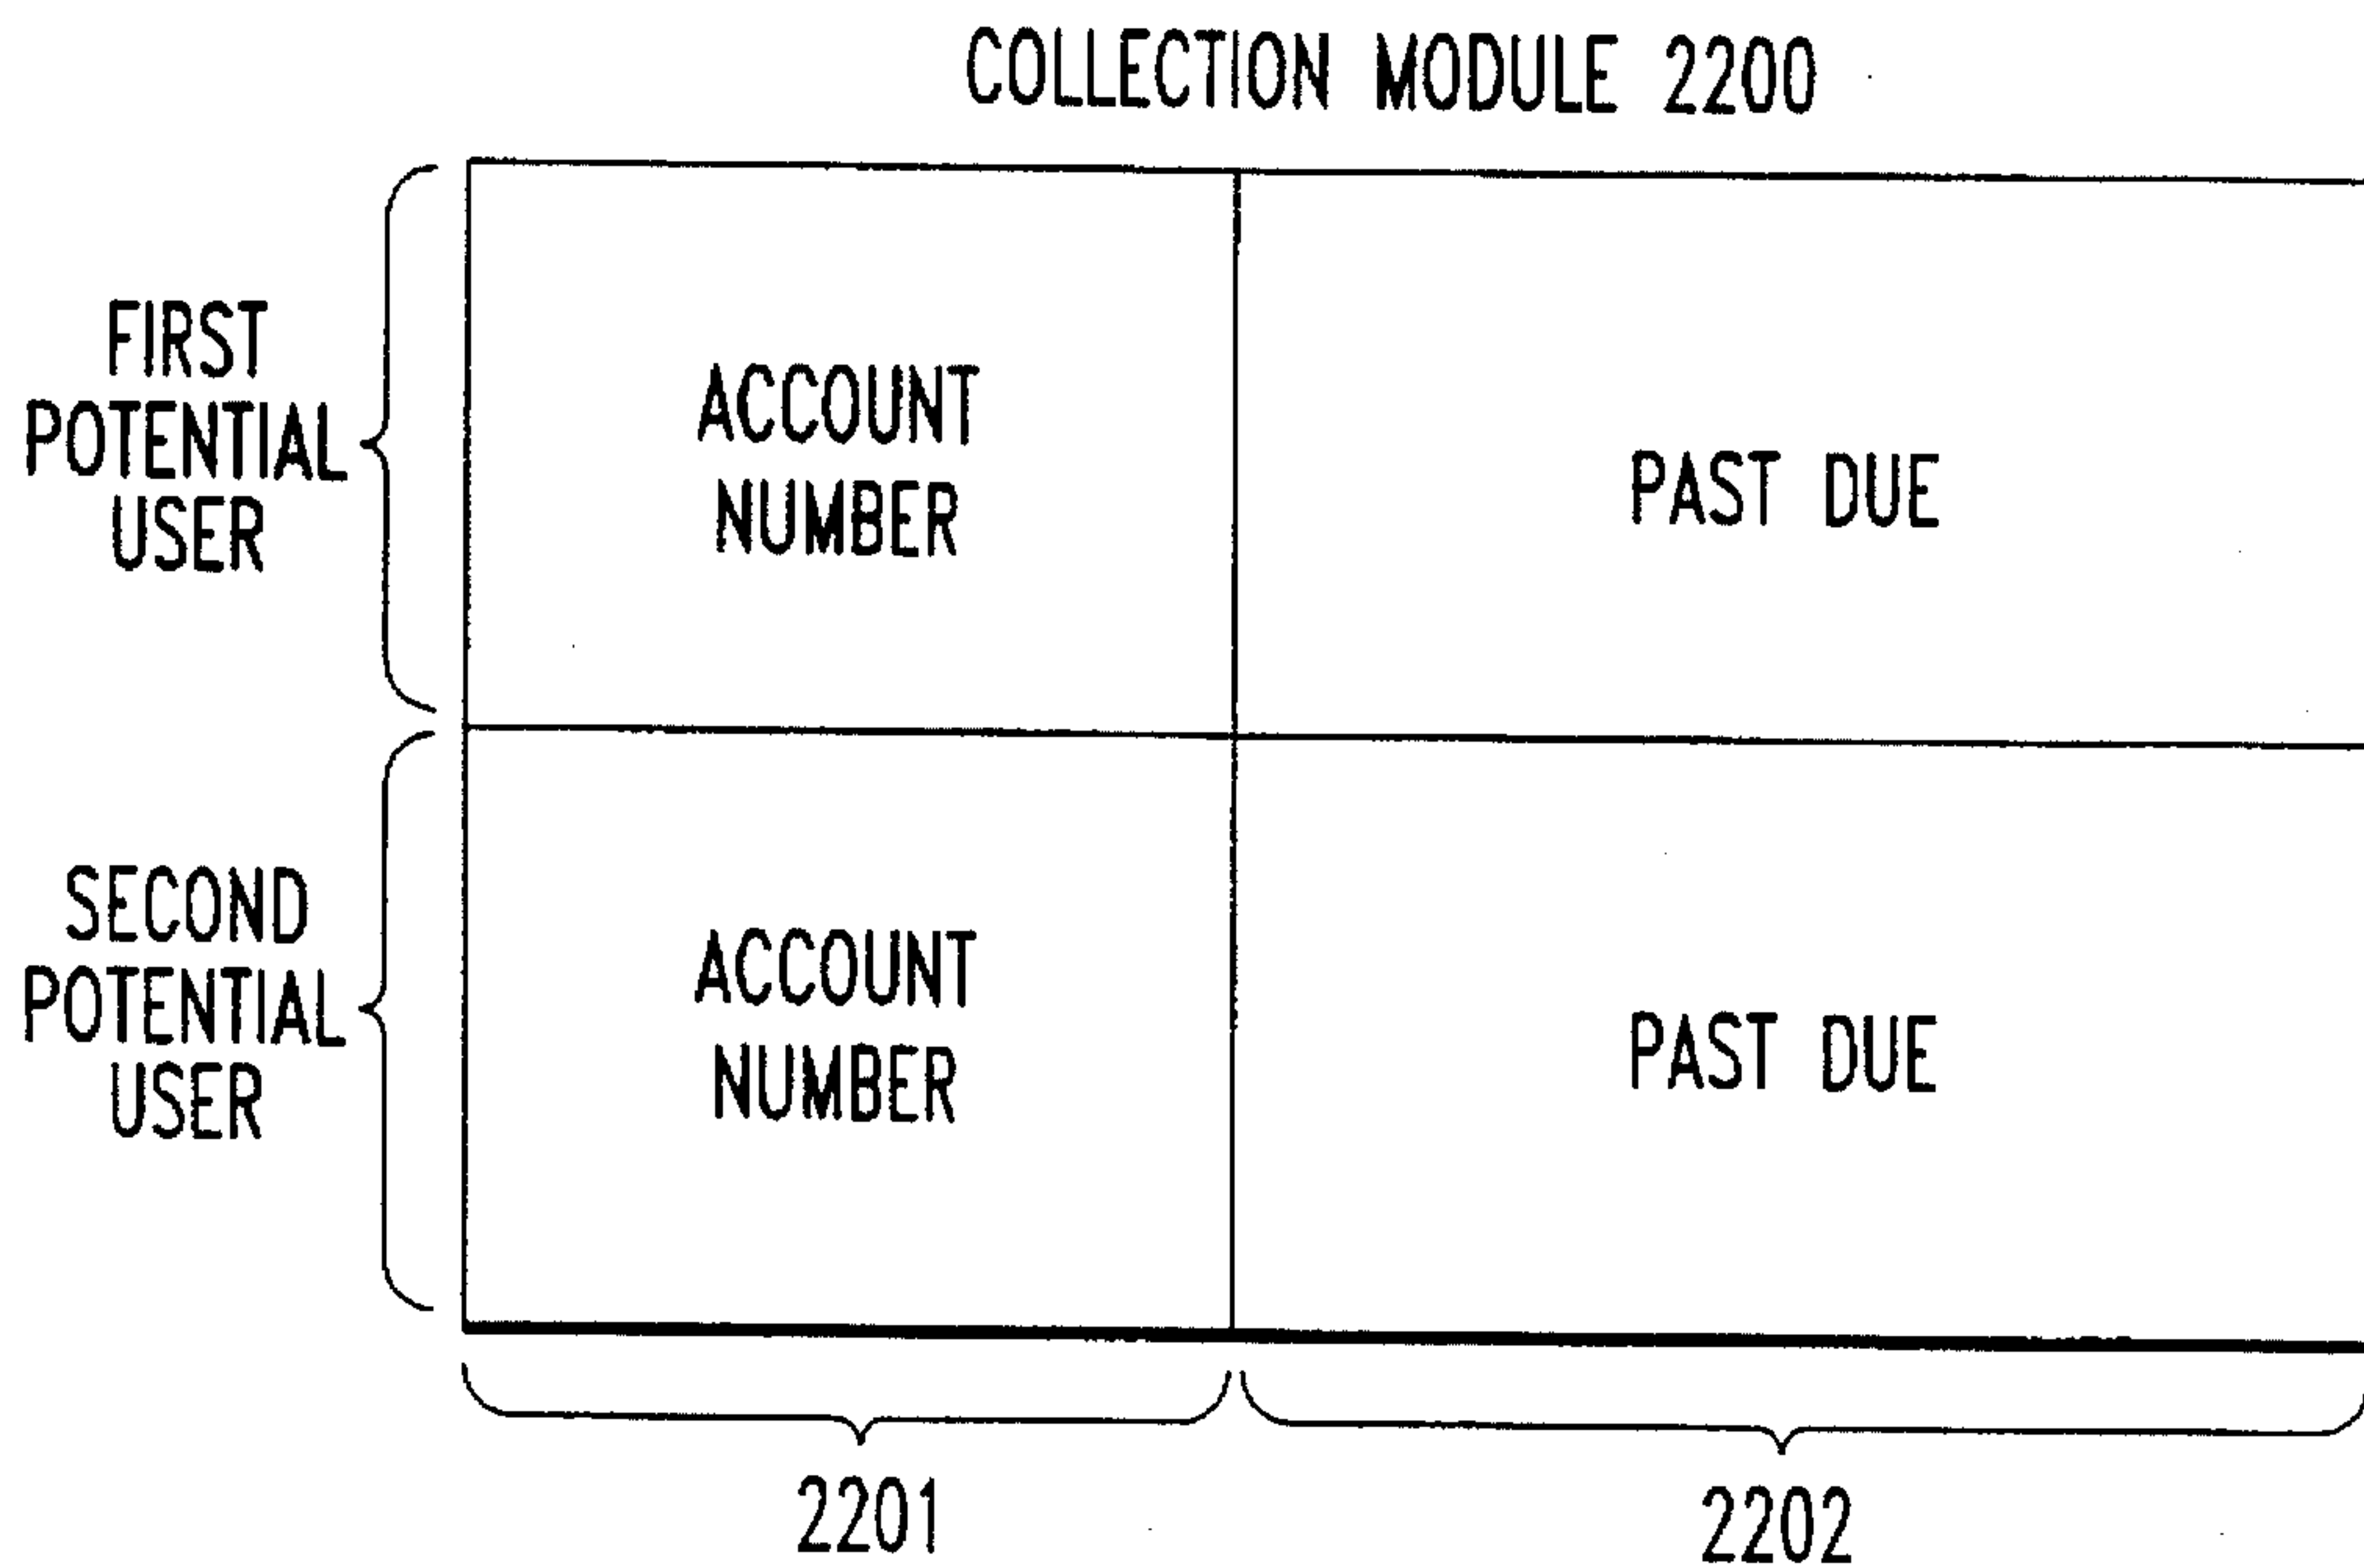 COLLECTION MODULE 2200
FIRST
POTENTIAL
USER
ACCOUNT
NUMBER
PAST DUE
SECOND
POTENTIAL
USER
ACCOUNT
NUMBER
PAST DUE
2201
2202